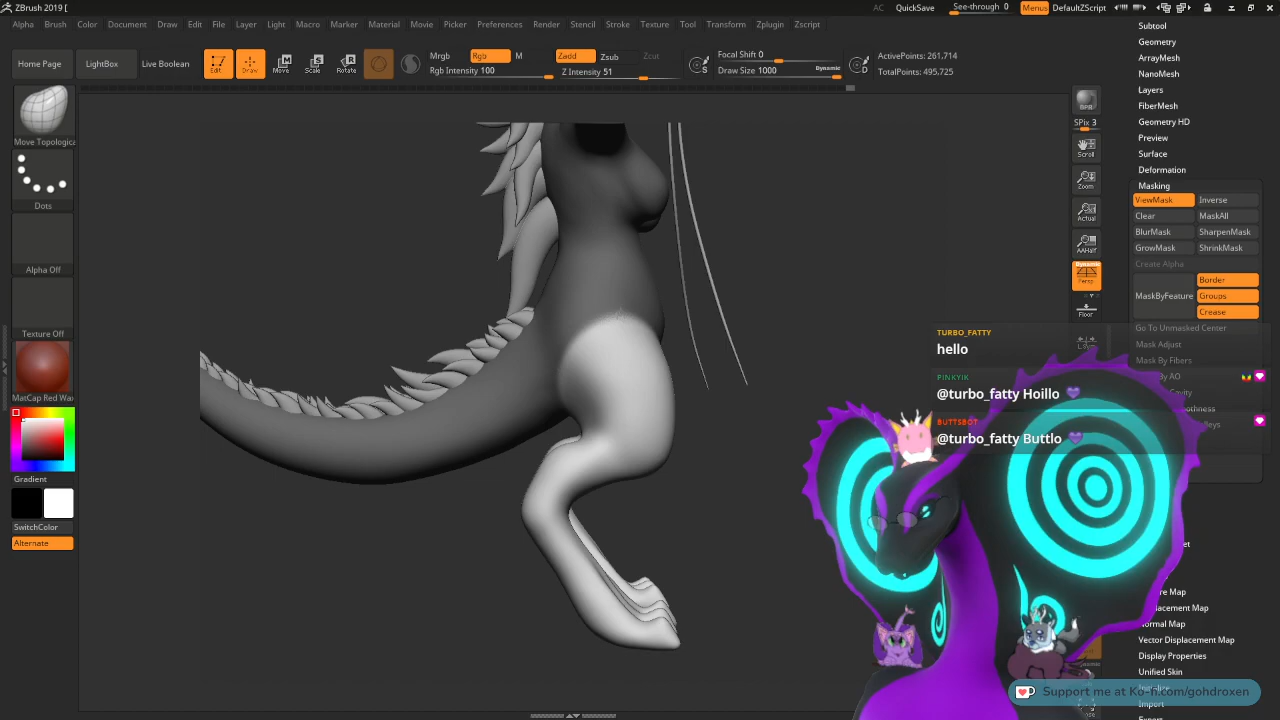 ZBrush 2019 [
AC QuickSave See-through 0 Menus DefaultZScript
Alpha Brush Color Document Draw Edit File Layer Light Macro Marker Material Movie Picker Preferences Render Stencil Stroke Texture Tool Transform Zplugin Zscript
Home Page LightBox Live Boolean Edit Draw Move Scale Rotate
Mrgb Rgb M Zadd Zsub Zcut
Rgb Intensity 100 Z Intensity 51
Focal Shift 0
Draw Size 1000 Dynamic
S
D
ActivePoints: 261,714
TotalPoints: 495,725
Move Topologica
Dots
Alpha Off
Texture Off
MatCap Red Wa
Gradient
SwitchColor
Alternate
BPR
SPix 3
Scroll
Zoom
Actual
AAHalf
Dynamic
Persp
Floor
Subtool
Geometry
ArrayMesh
NanoMesh
Layers
FiberMesh
Geometry HD
Preview
Surface
Deformation
Masking
ViewMask Inverse
Clear MaskAll
BlurMask SharpenMask
GrowMask ShrinkMask
Create Alpha
MaskByFeature Border
Groups
Crease
Go To Unmasked Center
Mask Adjust
Mask By Fibers
AO
Normal Map
Vector Displacement Map
Display Properties
Unified Skin
Import
TURBO_FATTY
hello
PINKYIK
@turbo_fatty Hoillo
BUTTSBOT
@turbo_fatty Buttlo
Support me at Ko-fi.com/gohdroxen